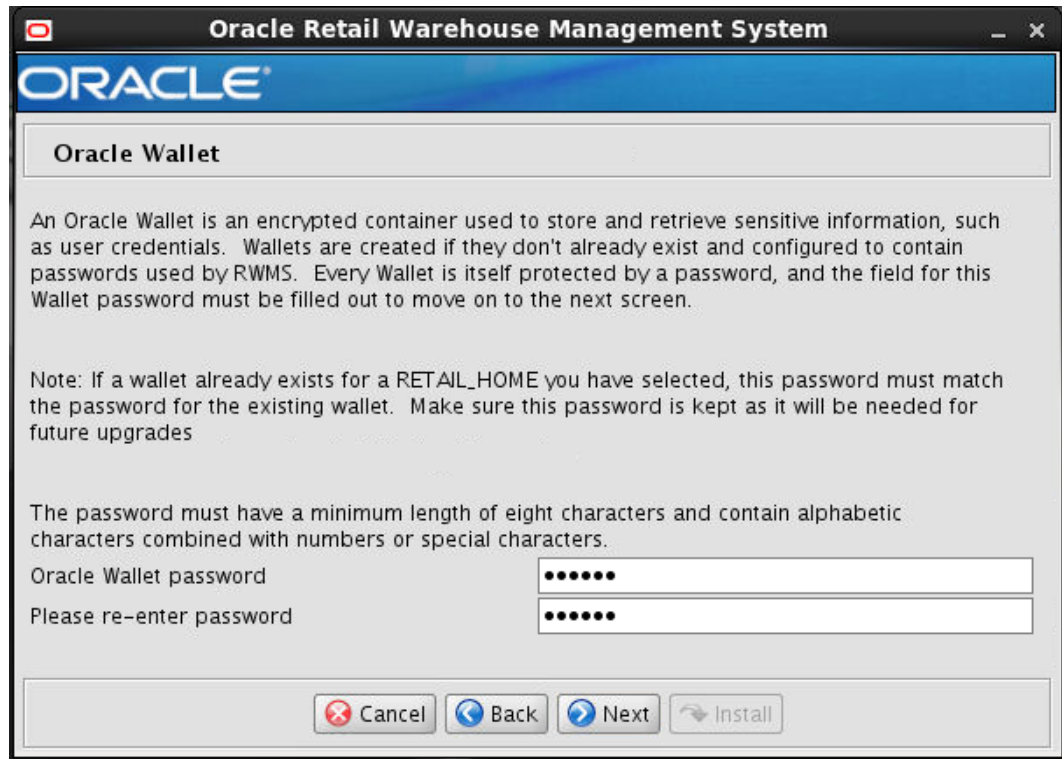 Oracle Retail Warehouse Management System
ORACLE®
Oracle Wallet
An Oracle Wallet is an encrypted container used to store and retrieve sensitive information, such
as user credentials.  Wallets are created if they don't already exist and configured to contain
passwords used by RWMS.  Every Wallet is itself protected by a password, and the field for this
Wallet password must be filled out to move on to the next screen.
Note: If a wallet already exists for a RETAIL_HOME you have selected, this password must match
the password for the existing wallet.  Make sure this password is kept as it will be needed for
future upgrades
The password must have a minimum length of eight characters and contain alphabetic
characters combined with numbers or special characters.
Oracle Wallet password ••••••
Please re-enter password ••••••
Cancel Back Next Install